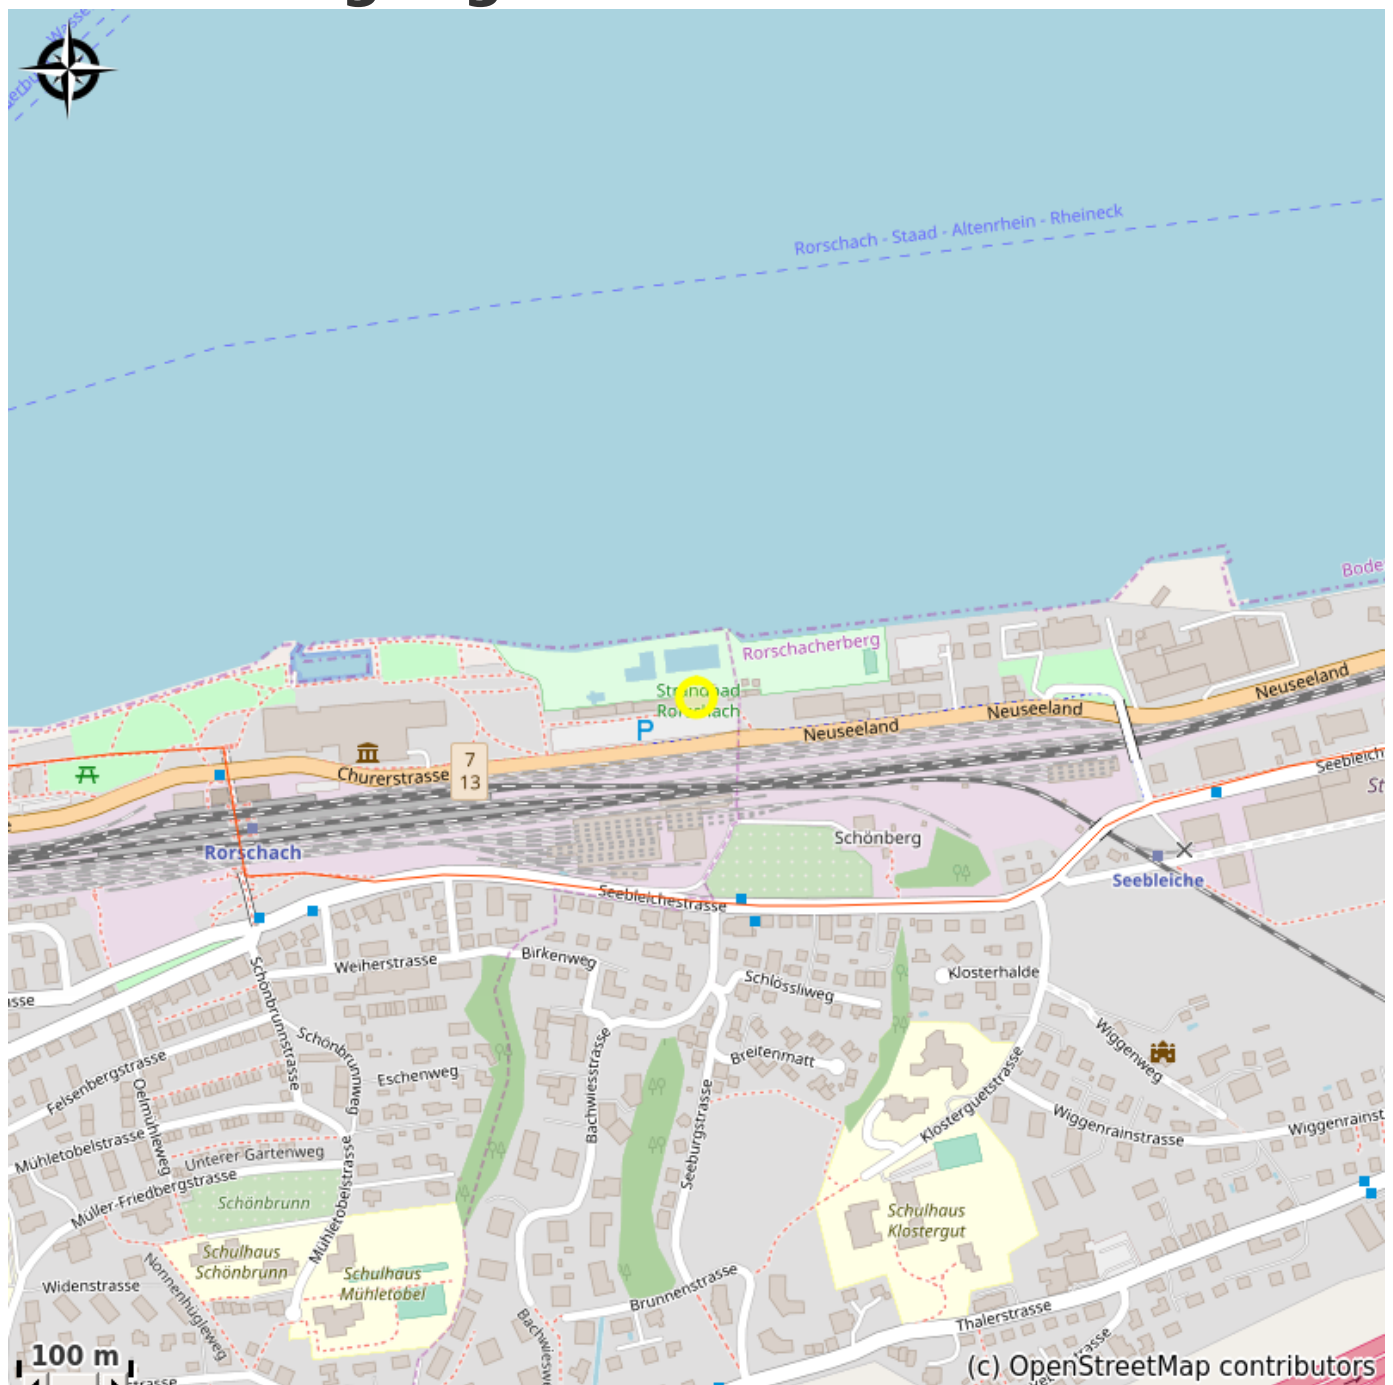 Rorschach - Staad - Altenrhein - Rheineck
Rorschacherberg
Strandbad
Rorschach
P
Neuseeland
Neuseeland
Neuseeland
7
13
Churerstrasse
Rorschach
Schönberg
Seebleiche
Seebleichestrasse
Birkenweg
Weiherstrasse
Schlössliweg
Klosterhalde
Schönbrunnstrasse
Schönbrunnweg
Breitenmatt
Wiggenweg
Felsenbergstrasse
Eschenweg
Oelmühleweg
Bachwiesstrasse
Seeburgstrasse
Klosterguetstrasse
Wiggenrainstrasse
Mühletobelstrasse
Unterer Gartenweg
Müller-Friedbergstrasse
Schönbrunn
Mühletobelstrasse
Schulhaus
Klostergut
Schulhaus
Schönbrunn
Schulhaus
Mühletobel
Widenstrasse
Nonnenhügleweg
Brunnenstrasse
Thalerstrasse
100 m
(c) OpenStreetMap contributors